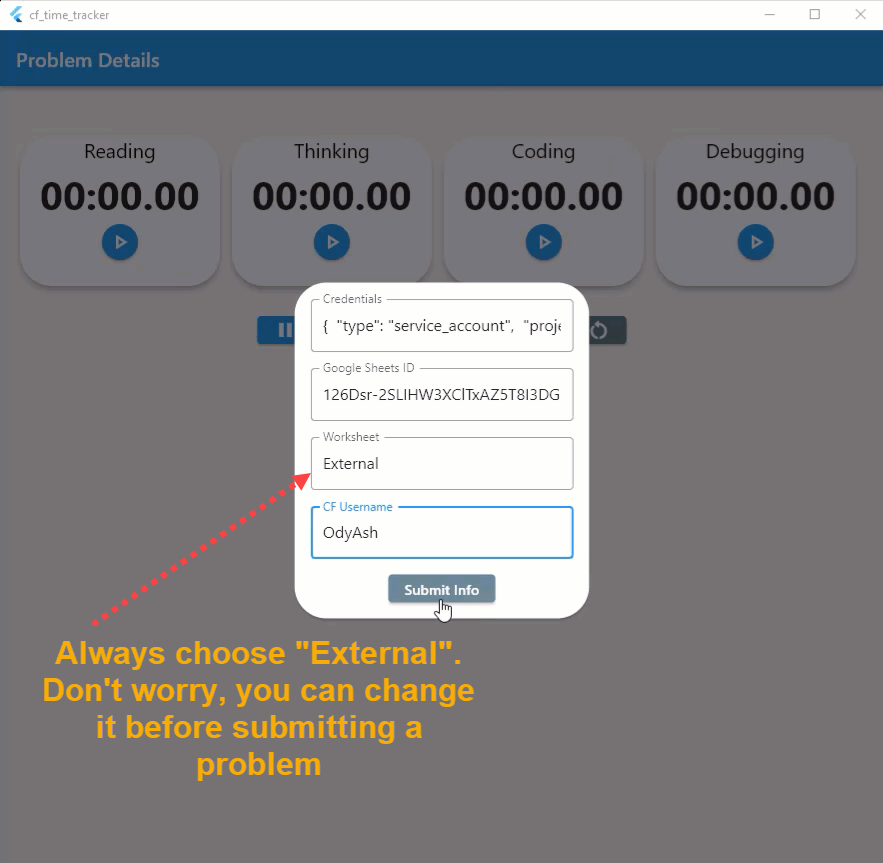 cf_time_tracker
Problem Details
Reading
Thinking
Coding
Debugging
00:00.00
00:00.00
00:00.00
00:00.00
Credentials
{ "type": "service_account", "proje
Google Sheets ID
126Dsr-2SLIHW3XClTxAZ5T8I3DG
Worksheet
External
CF Username
OdyAsh
Submit Info
Always choose "External".
Don't worry, you can change
it before submitting a
problem